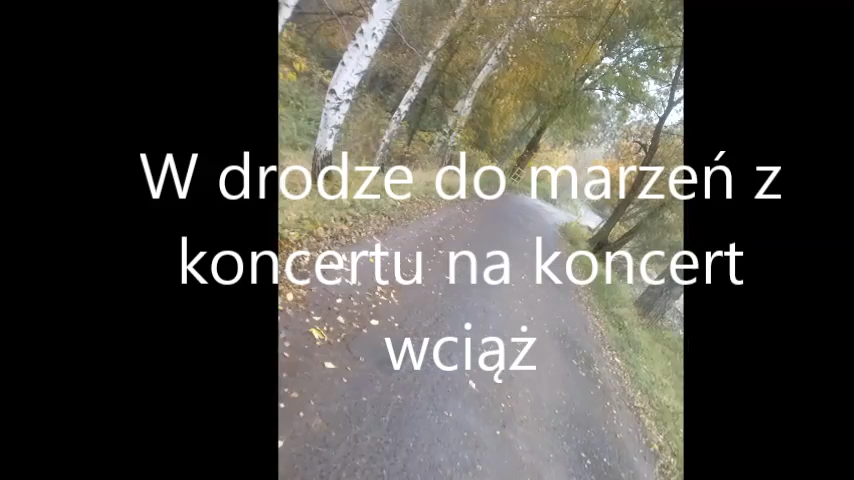 W drodze do marzeń z
koncertu na koncert
wciąż